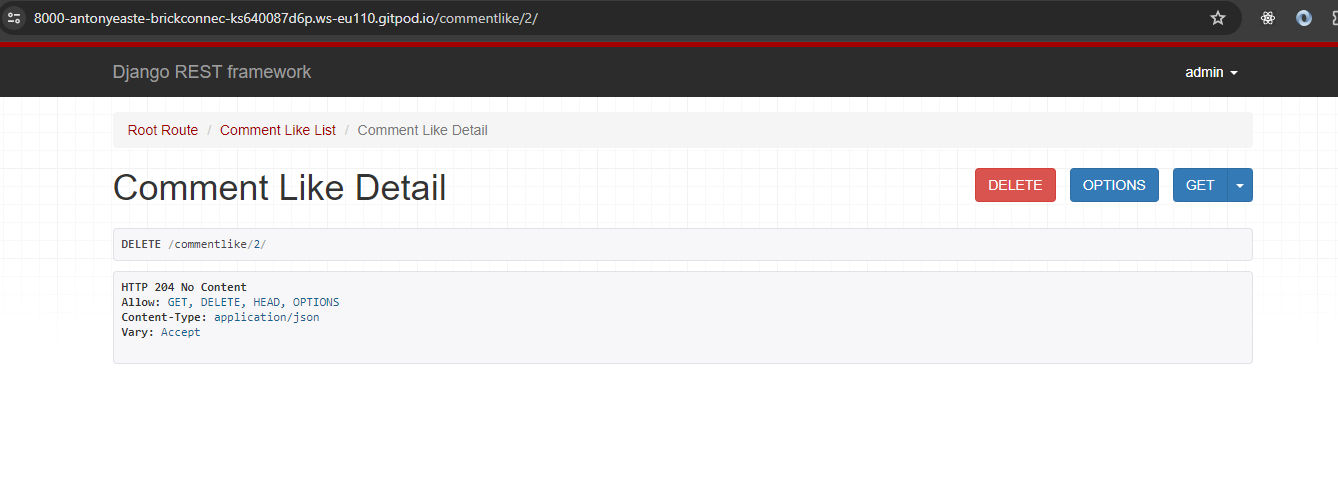 8000-antonyeaste-brickconnec-ks640087d6p.ws-eu110.gitpod.io/commentlike/2/
Django REST framework
admin
Root Route / Comment Like List / Comment Like Detail
Comment Like Detail
DELETE
OPTIONS
GET
DELETE /commentlike/2/
HTTP 204 No Content
Allow: GET, DELETE, HEAD, OPTIONS
Content-Type: application/json
Vary: Accept